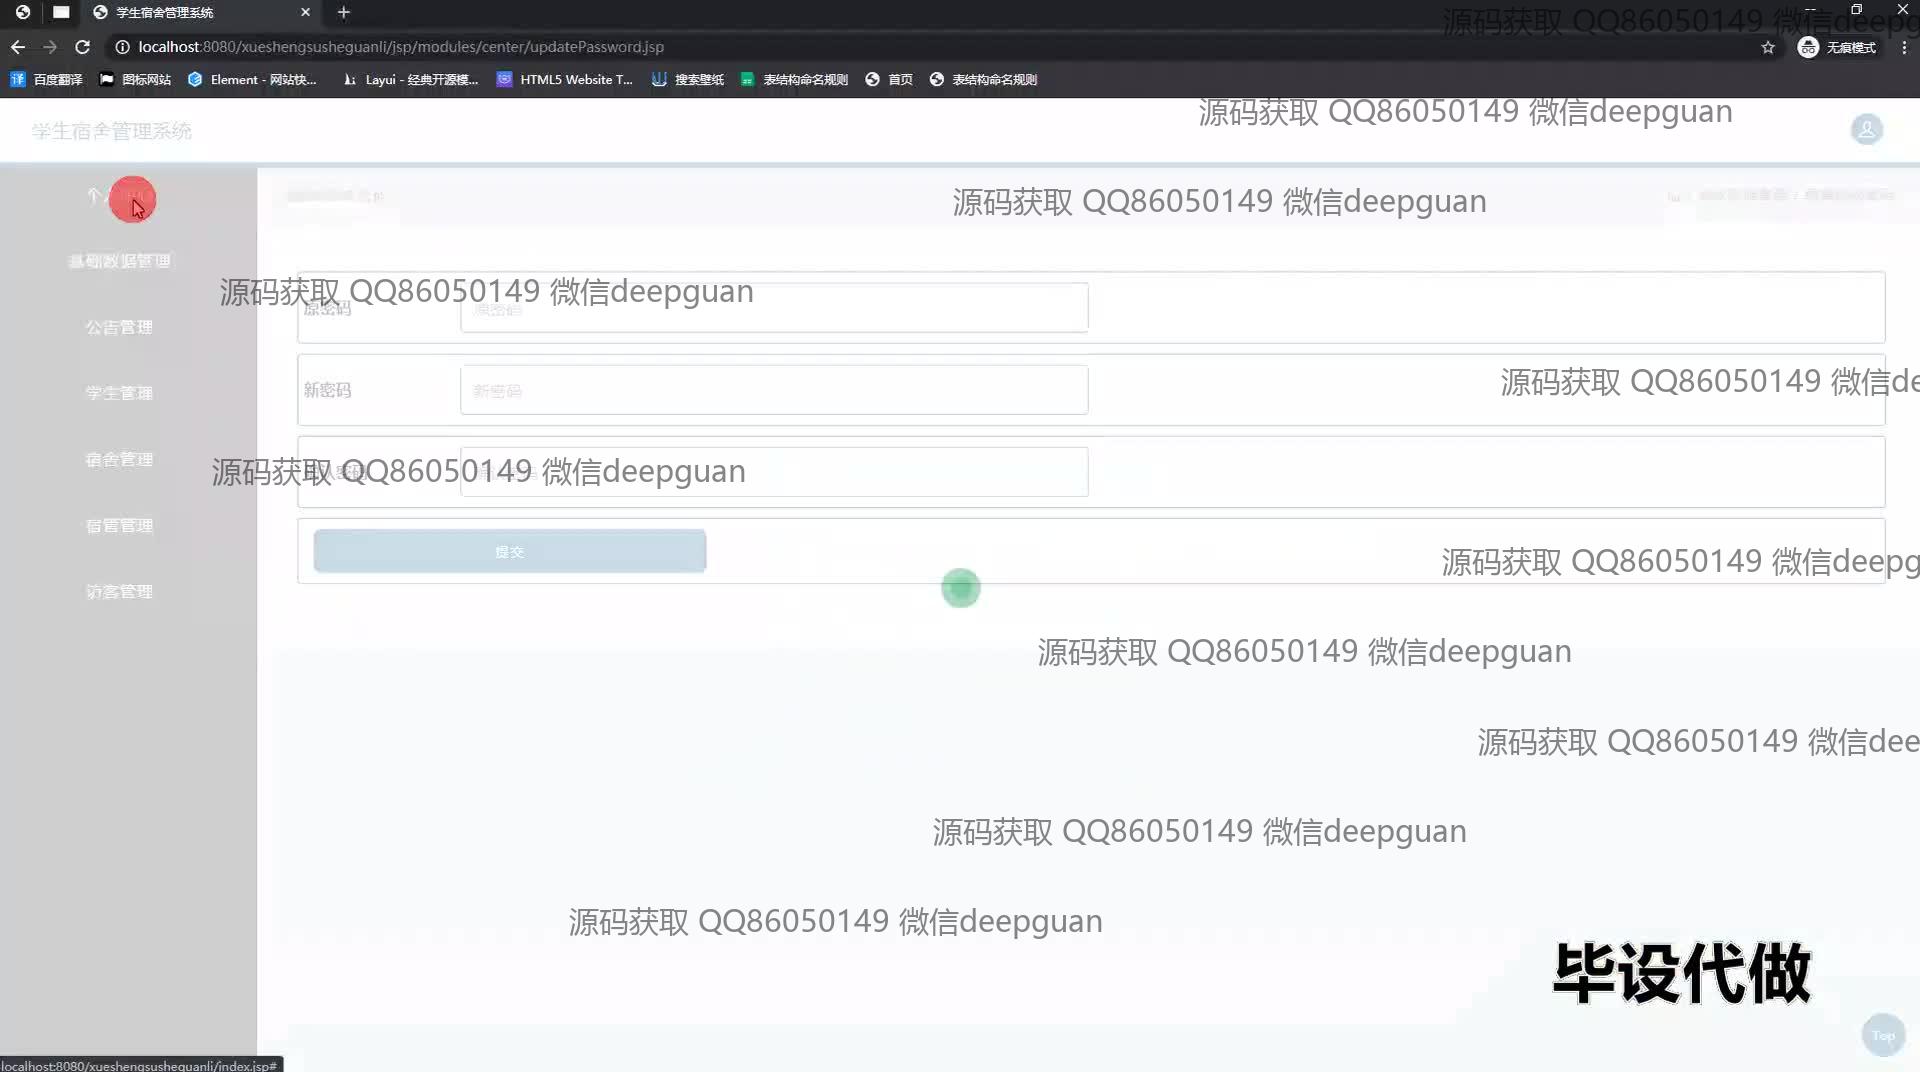 学生宿舍管理系统
localhost:8080/xueshengsusheguanli/jsp/modules/center/updatePassword.jsp
无痕模式
百度翻译 图标网站 Element - 网站快... Layui - 经典开源模... HTML5 Website T... 搜索壁纸 表结构命名规则 首页 表结构命名规则
源码获取 QQ86050149 微信deepg
学生宿舍管理系统
源码获取 QQ86050149 微信deepguan
源码获取 QQ86050149 微信deepguan
个人
基础数据管理
公告管理
学生管理
宿舍管理
宿管管理
访客管理
源码获取 QQ86050149 微信deepguan
原密码 原密码
新密码 新密码
源码获取 QQ86050149 微信de
源码获取 QQ86050149 微信deepguan
提交
源码获取 QQ86050149 微信deepg
源码获取 QQ86050149 微信deepguan
源码获取 QQ86050149 微信dee
源码获取 QQ86050149 微信deepguan
源码获取 QQ86050149 微信deepguan
毕设代做
Top
localhost:8080/xueshengsusheguanli/index.jsp#